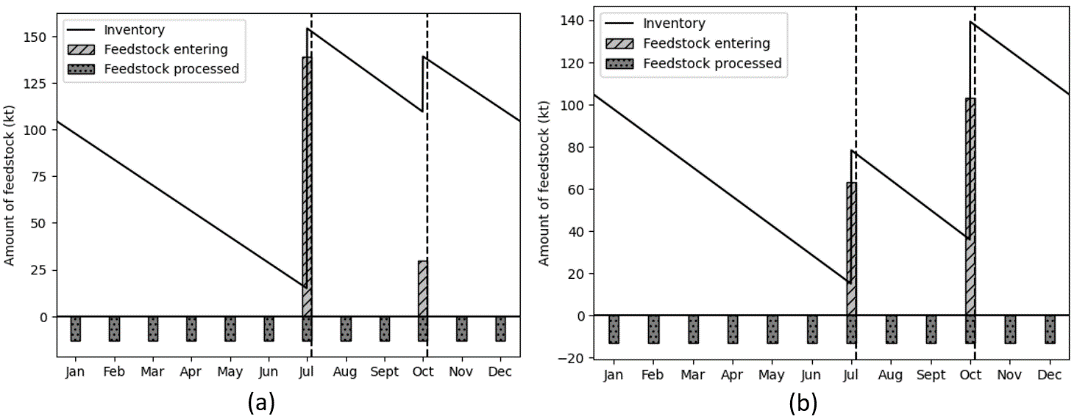 Inventory
Feedstock entering
Feedstock processed
Amount of feedstock (kt)
150
125
100
75
50
25
0
Jan Feb Mar Apr May Jun Jul Aug Sept Oct Nov Dec
(a)
Inventory
Feedstock entering
Feedstock processed
Amount of feedstock (kt)
140
120
100
80
60
40
20
0
−20
Jan Feb Mar Apr May Jun Jul Aug Sept Oct Nov Dec
(b)